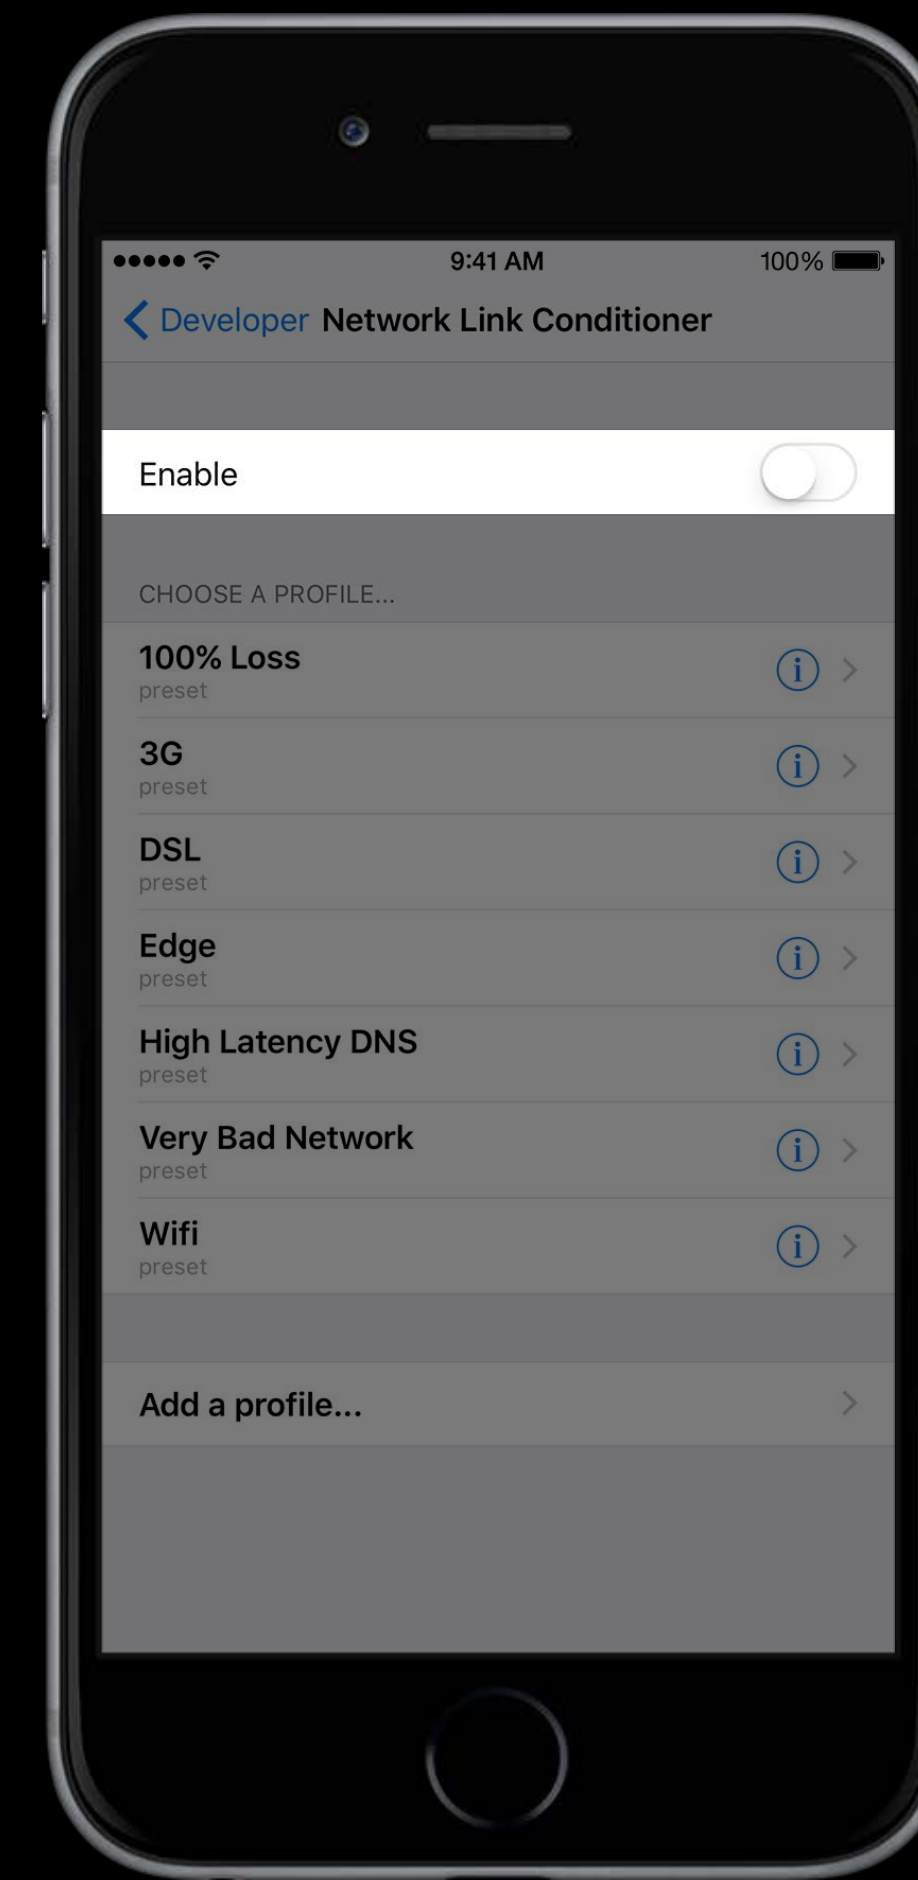 9:41 AM
100%
Developer Network Link Conditioner
Enable
CHOOSE A PROFILE...
100% Loss
preset
3G
preset
DSL
preset
Edge
preset
High Latency DNS
preset
Very Bad Network
preset
Wifi
preset
Add a profile...